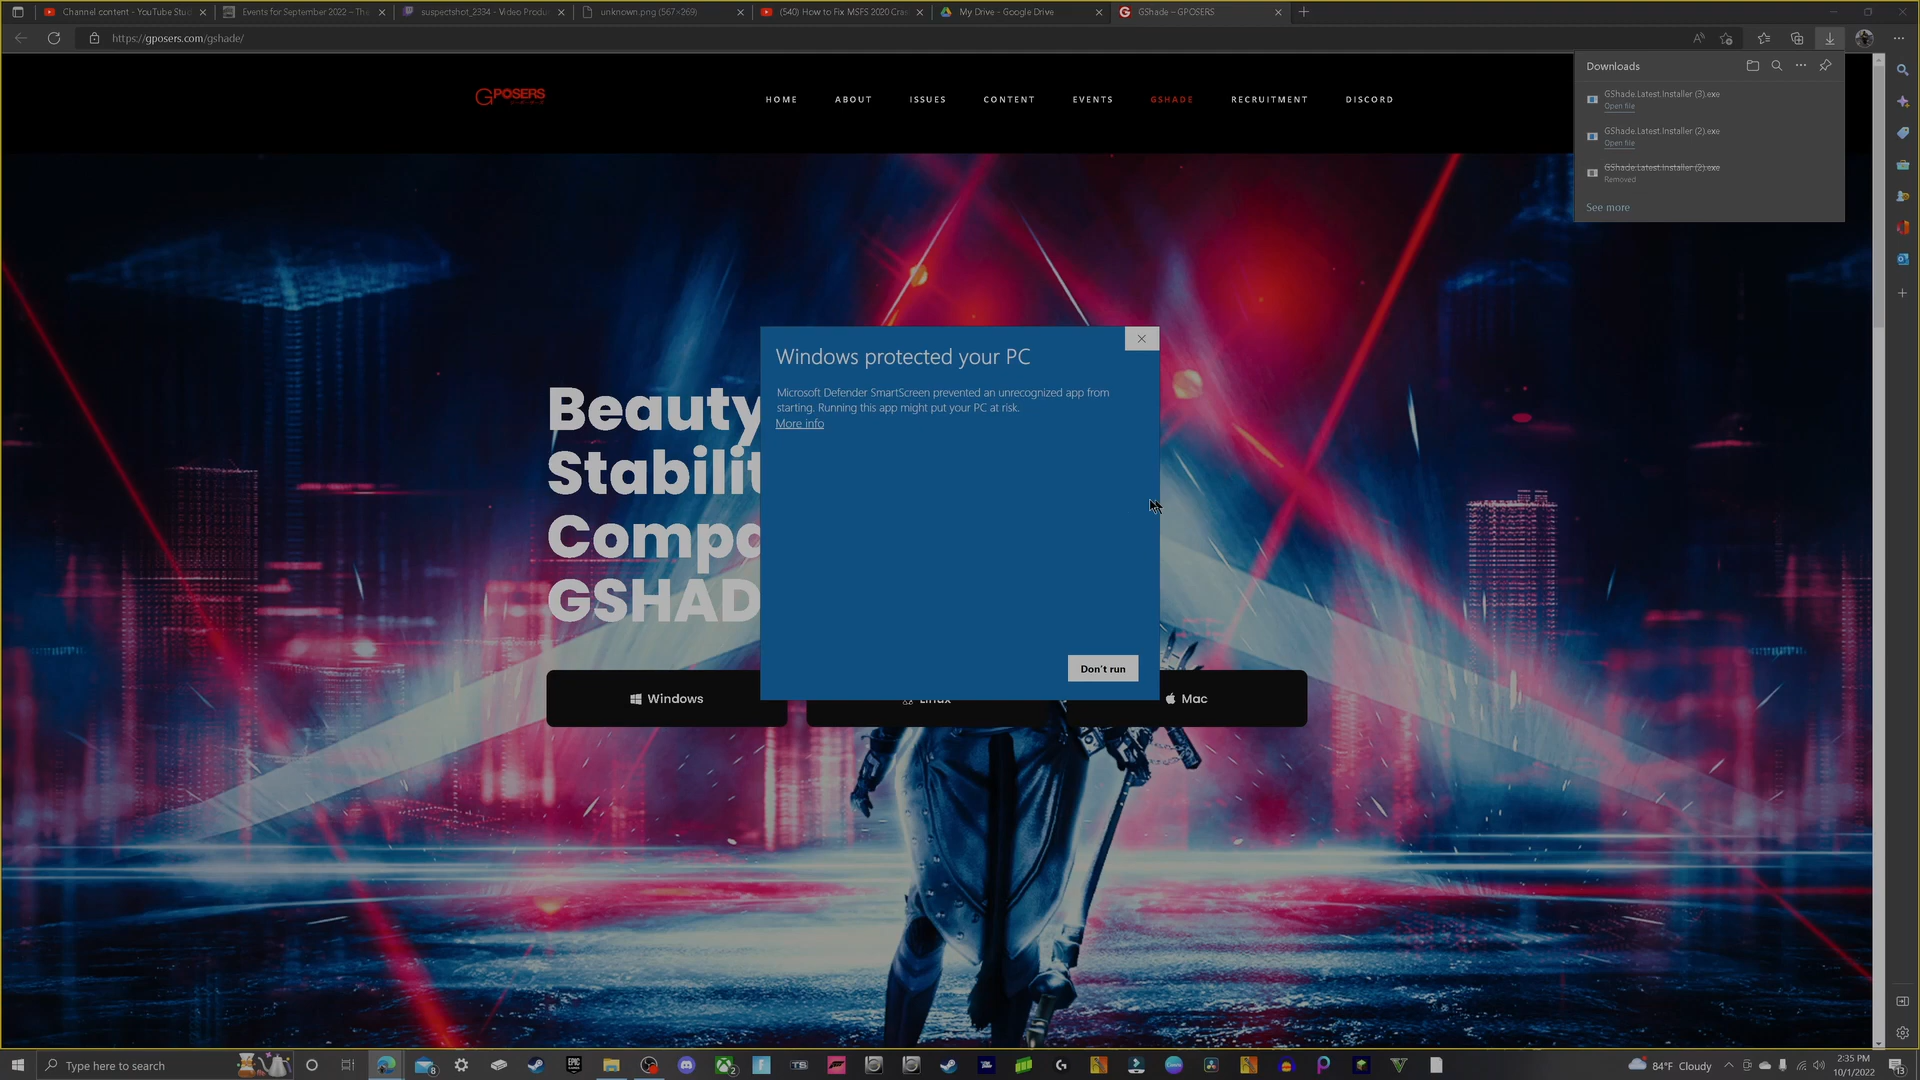 Channel content - YouTube Stud
Events for September 2022 – The
suspectshot_2334 - Video Produ
unknown.png (567×269)
(540) How to Fix MSFS 2020 Cras
My Drive - Google Drive
GShade – GPOSERS
https://gposers.com/gshade/
GPOSERS
HOME
ABOUT
ISSUES
CONTENT
EVENTS
GSHADE
RECRUITMENT
DISCORD
Downloads
GShade.Latest.Installer (3).exe
Open file
GShade.Latest.Installer (2).exe
Open file
GShade.Latest.Installer (2).exe
Removed
See more
Windows protected your PC
Microsoft Defender SmartScreen prevented an unrecognized app from
starting. Running this app might put your PC at risk.
More info
Don't run
Beauty
Stabilit
Compa
GSHAD
Windows
Linux
Mac
Type here to search
84°F Cloudy
2:35 PM
10/1/2022